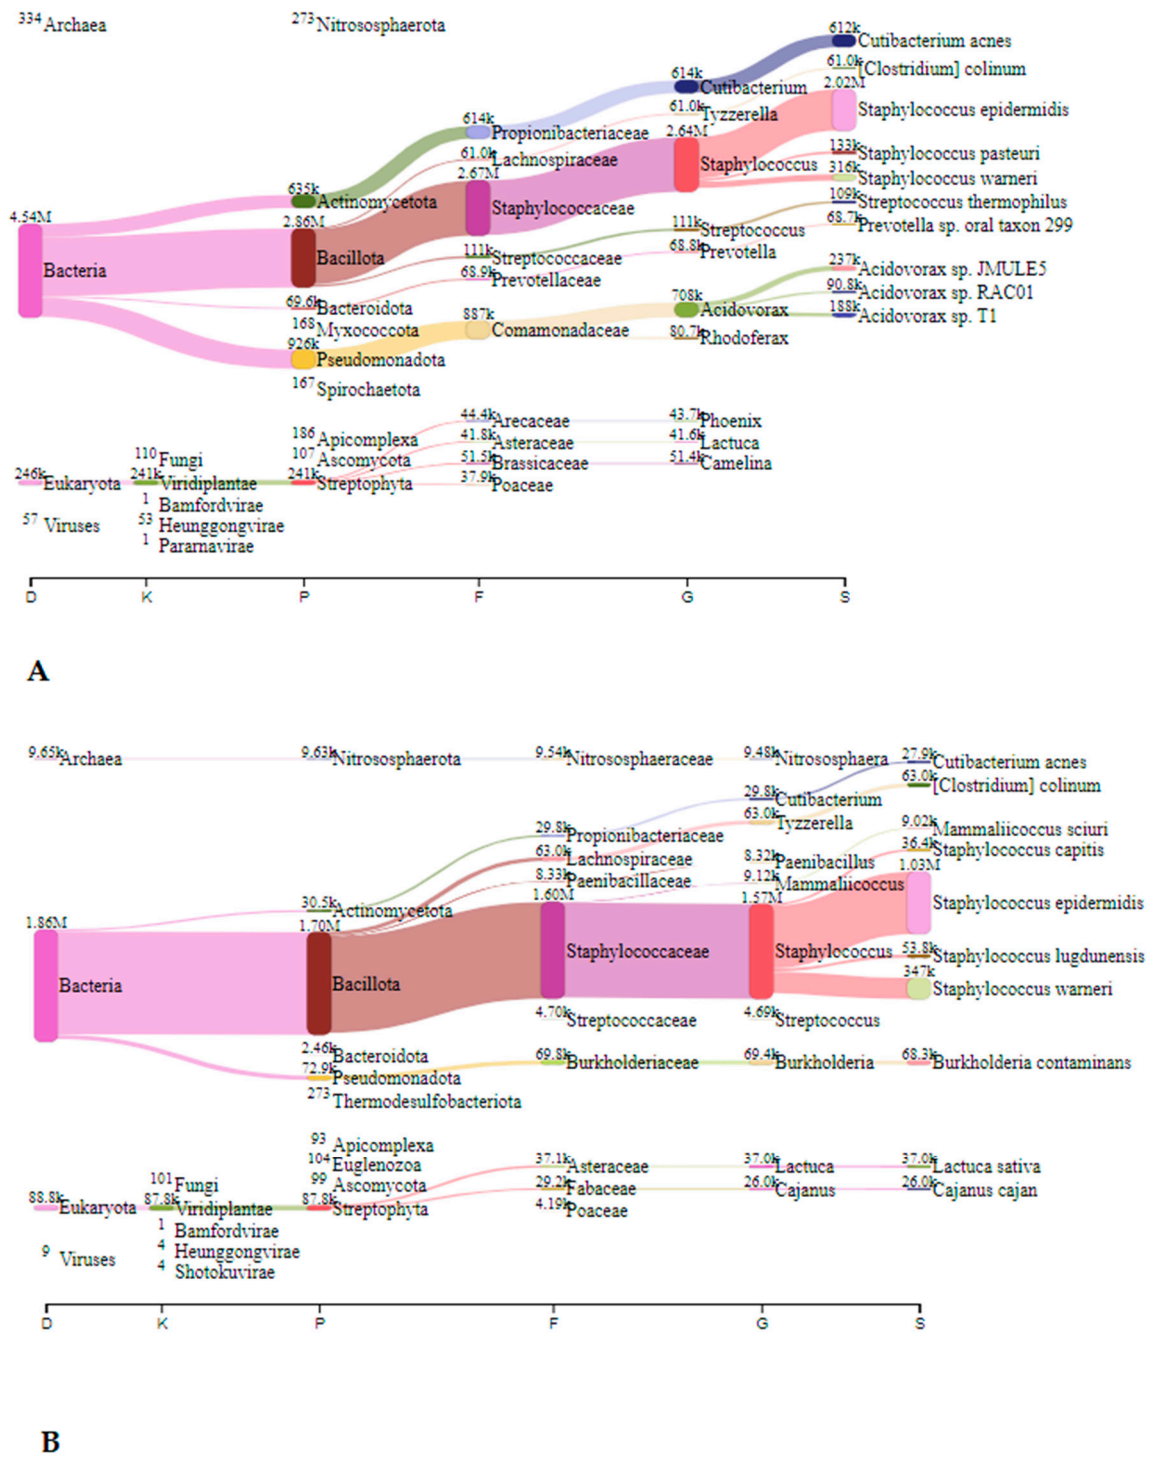 334 Archaea
273 Nitrososphaerota
612k Cutibacterium acnes
61.0k [Clostridium] colinum
614k Cutibacterium
2.02M Staphylococcus epidermidis
61.0k Tyzzerella
614k Propionibacteriaceae
2.64M Staphylococcus
133k Staphylococcus pasteuri
61.0k Lachnospiraceae
316k Staphylococcus warneri
2.67M Staphylococcaceae
635k Actinomycetota
109k Streptococcus thermophilus
4.54M Bacteria
2.86M Bacillota
111k Streptococcus
68.7k Prevotella sp. oral taxon 299
111k Streptococcaceae
68.8k Prevotella
237k Acidovorax sp. JMULE5
68.9k Prevotellaceae
90.8k Acidovorax sp. RAC01
69.6k Bacteroidota
708k Acidovorax
188k Acidovorax sp. T1
168 Myxococcota
887k Comamonadaceae
80.7k Rhodoferax
926k Pseudomonadota
167 Spirochaetota
44.4k Arecaceae
43.7k Phoenix
186 Apicomplexa
41.8k Asteraceae
41.6k Lactuca
110 Fungi
107 Ascomycota
51.5k Brassicaceae
51.4k Camelina
246k Eukaryota
241k Viridiplantae
241k Streptophyta
37.9k Poaceae
1 Bamfordvirae
57 Viruses
53 Heunggongvirae
1 Pararnavirae
D K P F G S
A
9.65k Archaea
9.63k Nitrososphaerota
9.54k Nitrososphaeraceae
9.48k Nitrososphaera
27.9k Cutibacterium acnes
63.0k [Clostridium] colinum
29.8k Cutibacterium
63.0k Tyzzerella
9.02k Mammaliicoccus sciuri
29.8k Propionibacteriaceae
36.4k Staphylococcus capitis
63.0k Lachnospiraceae
8.32k Paenibacillus
8.33k Paenibacillaceae
9.12k Mammaliicoccus
1.03M Staphylococcus epidermidis
30.5k Actinomycetota
1.60M Staphylococcaceae
1.57M Staphylococcus
53.8k Staphylococcus lugdunensis
1.86M Bacteria
1.70M Bacillota
347k Staphylococcus warneri
4.70k Streptococcaceae
4.69k Streptococcus
2.46k Bacteroidota
69.8k Burkholderiaceae
69.4k Burkholderia
68.3k Burkholderia contaminans
72.9k Pseudomonadota
273 Thermodesulfobacteriota
93 Apicomplexa
104 Euglenozoa
37.1k Asteraceae
37.0k Lactuca
37.0k Lactuca sativa
101 Fungi
99 Ascomycota
29.2k Fabaceae
26.0k Cajanus
26.0k Cajanus cajan
88.8k Eukaryota
87.8k Viridiplantae
87.8k Streptophyta
4.19k Poaceae
1 Bamfordvirae
9 Viruses
4 Heunggongvirae
4 Shotokuvirae
D K P F G S
B